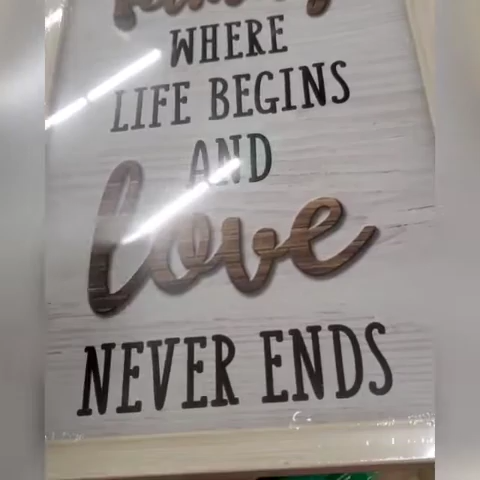 WHERE
LIFE BEGINS
AND
love
NEVER ENDS